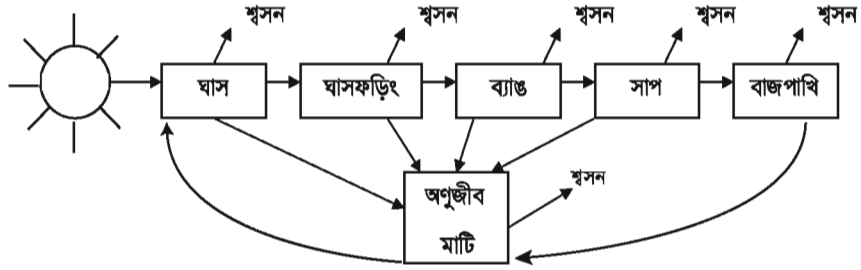 শ্বসন শ্বসন শ্বসন শ্বসন শ্বসন
ঘাস ঘাসফড়িং ব্যাঙ সাপ বাজপাখি
অণুজীব
মাটি
শ্বসন